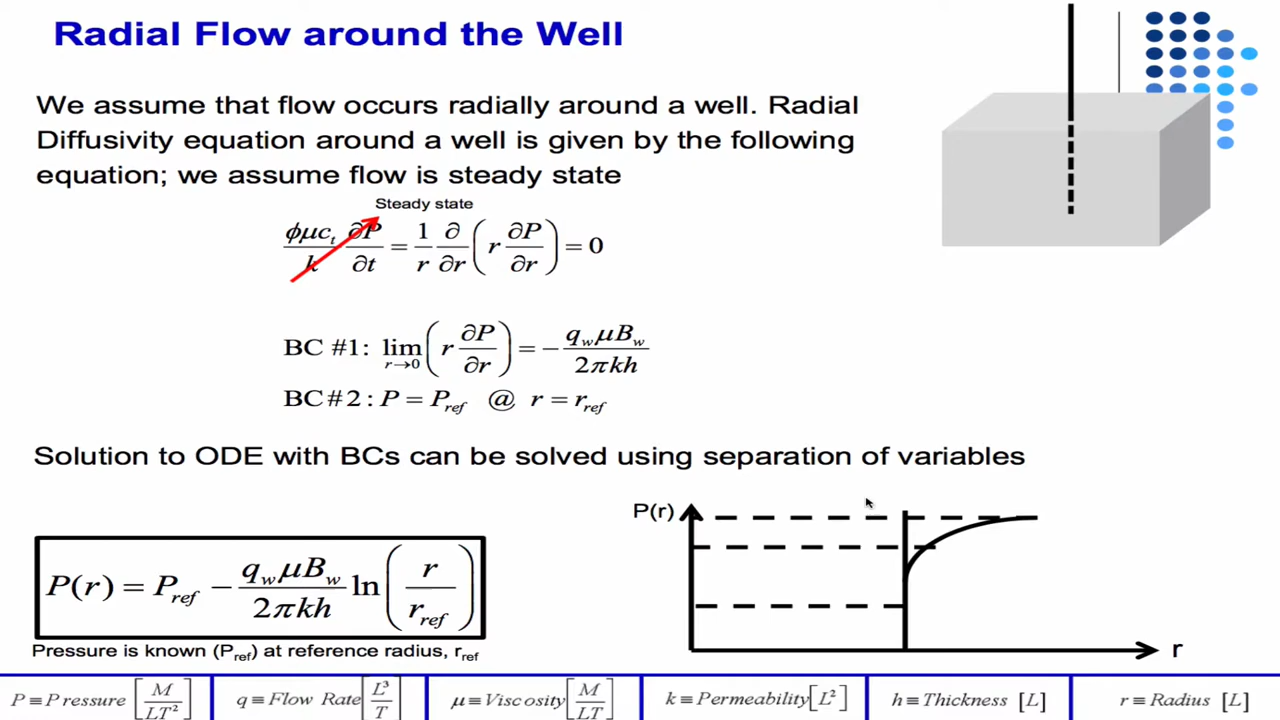 Radial Flow around the Well
We assume that flow occurs radially around a well. Radial
Diffusivity equation around a well is given by the following
equation; we assume flow is steady state
Steady state
ϕμc_t/k ∂P/∂t = 1/r ∂/∂r (r ∂P/∂r) = 0
BC #1: lim_{r→0} (r ∂P/∂r) = − q_w μB_w / 2πkh
BC#2 : P = P_ref @ r = r_ref
Solution to ODE with BCs can be solved using separation of variables
P(r)
P(r) = P_ref − q_w μB_w / 2πkh ln (r / r_ref)
r
Pressure is known (P_ref) at reference radius, r_ref
P ≡ Pressure [M/LT²] q ≡ Flow Rate [L³/T] μ ≡ Viscosity [M/LT] k ≡ Permeability [L²] h ≡ Thickness [L] r ≡ Radius [L]